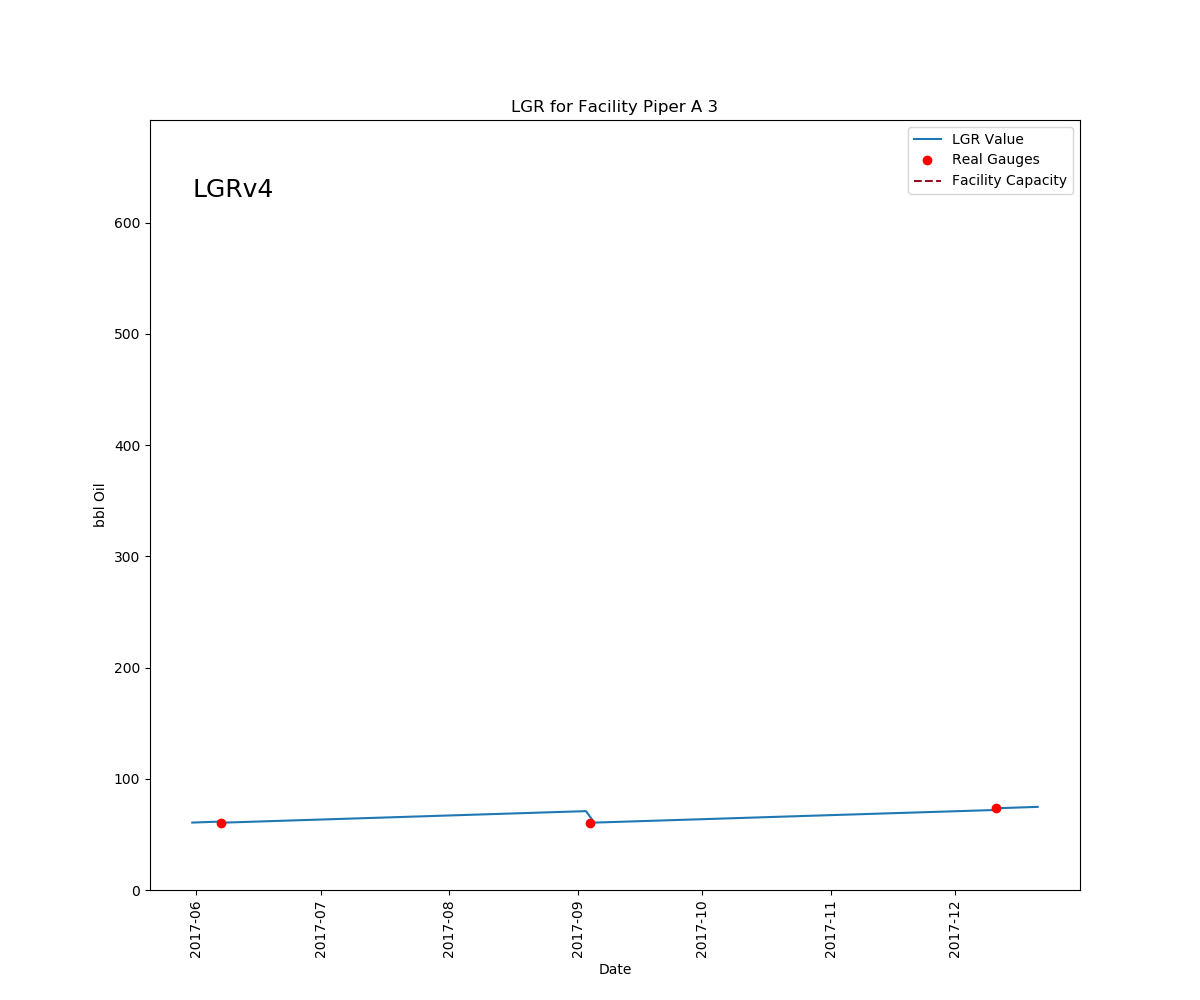 LGR for Facility Piper A 3
LGRv4
LGR Value
Real Gauges
Facility Capacity
bbl Oil
600
500
400
300
200
100
0
2017-06
2017-07
2017-08
2017-09
2017-10
2017-11
2017-12
Date